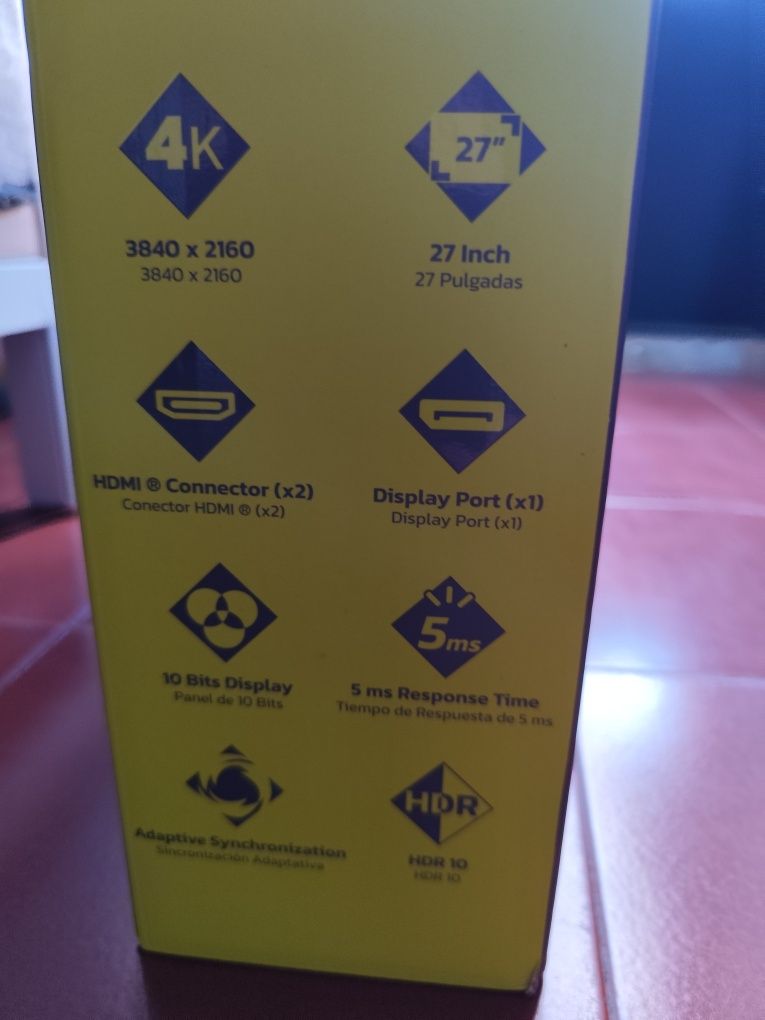 4K
27"
3840 x 2160
3840 x 2160
27 Inch
27 Pulgadas
HDMI ® Connector (x2)
Conector HDMI ® (x2)
Display Port (x1)
Display Port (x1)
5ms
10 Bits Display
Panel de 10 Bits
5 ms Response Time
Tiempo de Respuesta de 5 ms
HDR
Adaptive Synchronization
Sincronización Adaptativa
HDR 10
HDR 10